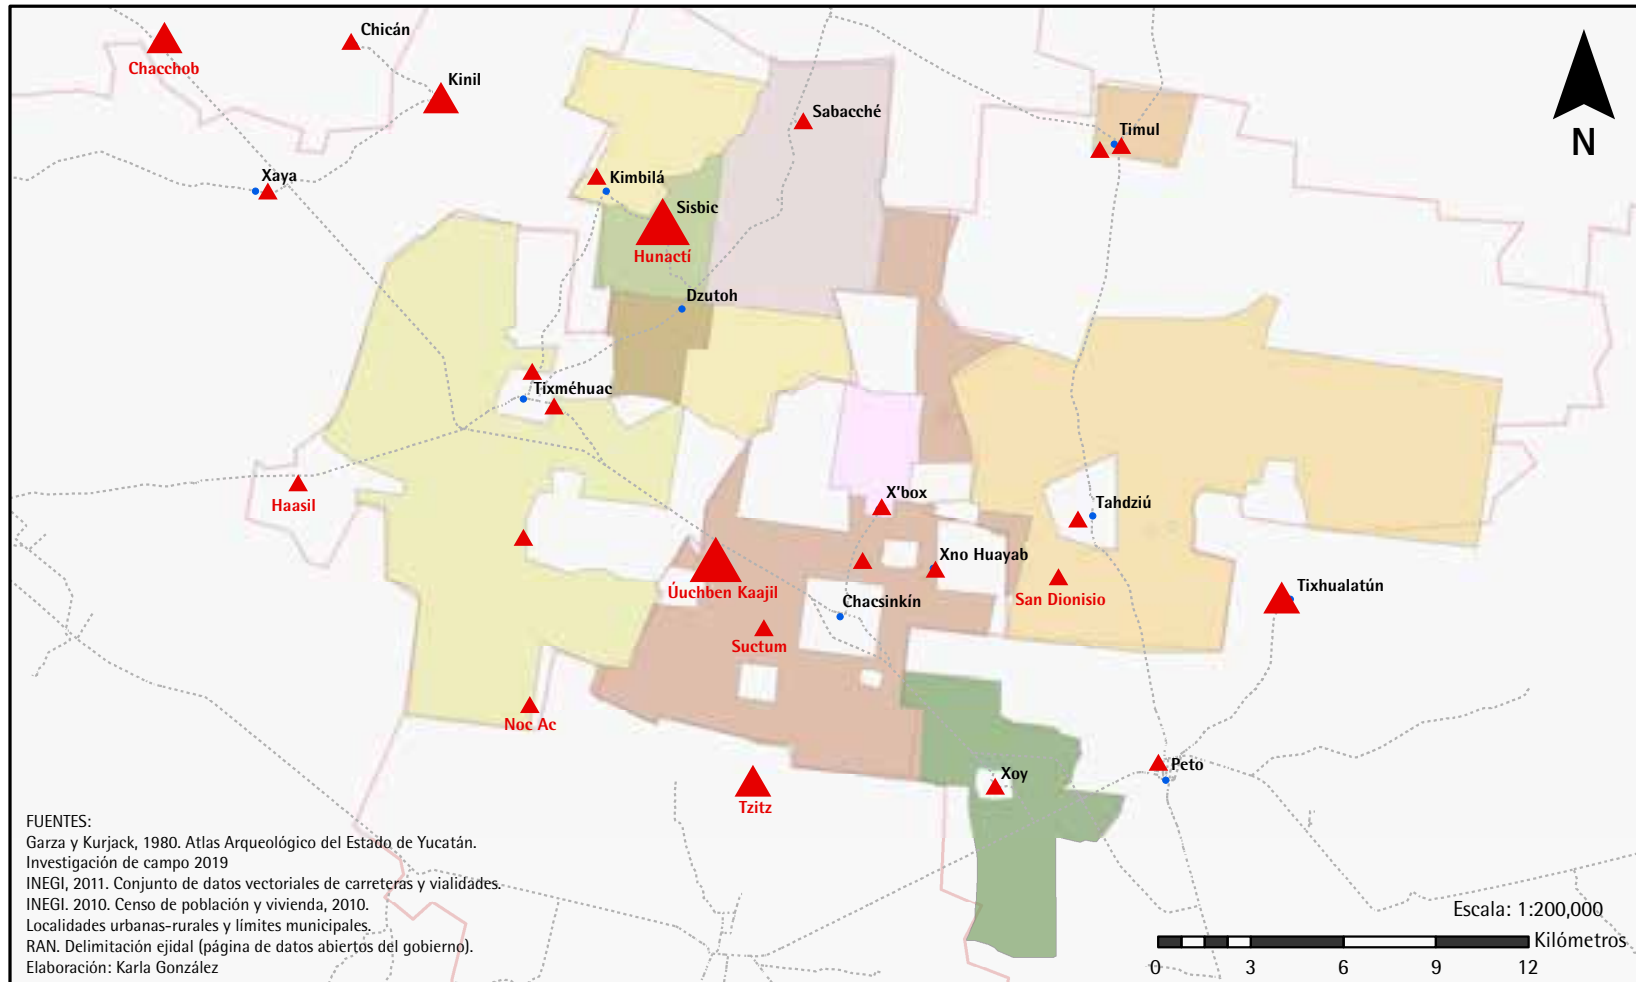 Chicán
Chacchob
Kinil
Sabacché
Timul
N
Xaya
Kimbilá
Sisbic
Hunactí
Dzutoh
Tixméhuac
Haasil
X'box
Tahdziú
Xno Huayab
Úuchben Kaajil
Chacsinkín
San Dionisio
Tixhualatún
Suctum
Noc Ac
Xoy
Peto
Tzitz
FUENTES:
Garza y Kurjack, 1980. Atlas Arqueológico del Estado de Yucatán.
Investigación de campo 2019
INEGI, 2011. Conjunto de datos vectoriales de carreteras y vialidades.
INEGI. 2010. Censo de población y vivienda, 2010.
Localidades urbanas-rurales y límites municipales.
RAN. Delimitación ejidal (página de datos abiertos del gobierno).
Elaboración: Karla González
Escala: 1:200,000
Kilómetros
0 3 6 9 12